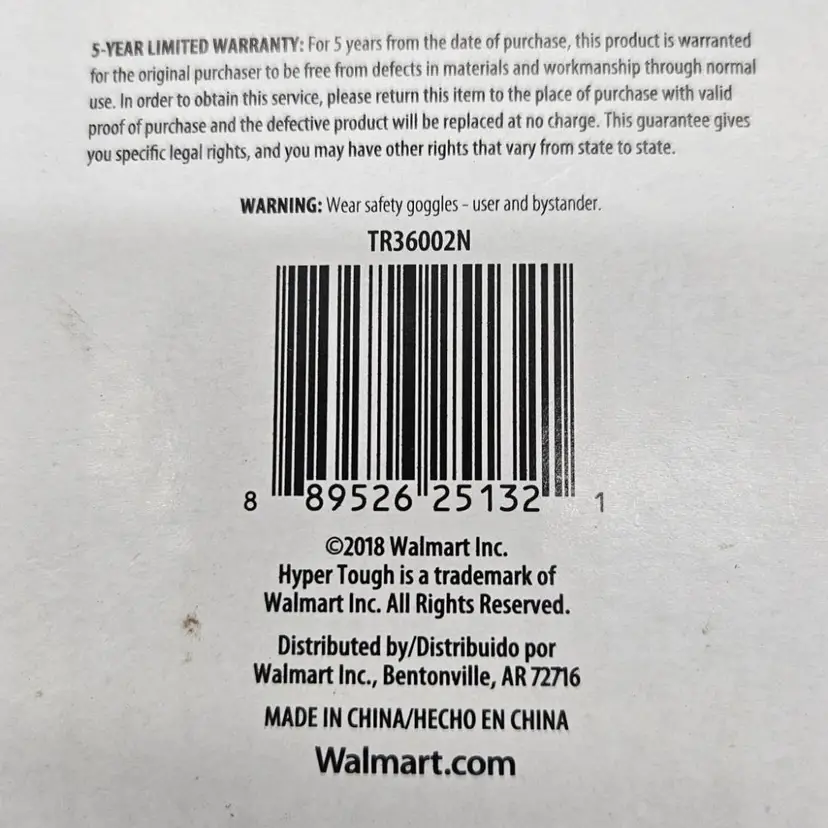 5-YEAR LIMITED WARRANTY: For 5 years from the date of purchase, this product is warranted
for the original purchaser to be free from defects in materials and workmanship through normal
use. In order to obtain this service, please return this item to the place of purchase with valid
proof of purchase and the defective product will be replaced at no charge. This guarantee gives
you specific legal rights, and you may have other rights that vary from state to state.
WARNING: Wear safety goggles - user and bystander.
TR36002N
8 89526 25132 1
©2018 Walmart Inc.
Hyper Tough is a trademark of
Walmart Inc. All Rights Reserved.
Distributed by/Distribuido por
Walmart Inc., Bentonville, AR 72716
MADE IN CHINA/HECHO EN CHINA
Walmart.com